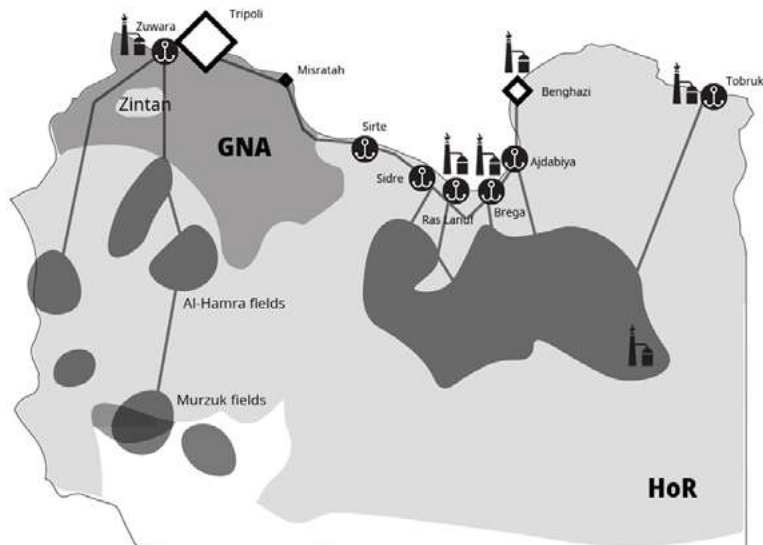 Tripoli
Zuwara
Misratah
Zintan
GNA
Sirte
Sidre
Ras Lanuf
Brega
Ajdabiya
Benghazi
Tobruk
Al-Hamra fields
Murzuk fields
HoR